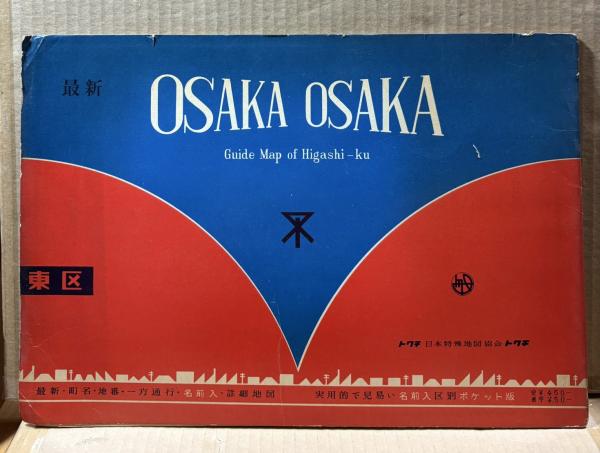 最新
OSAKA OSAKA
Guide Map of Higashi-ku
東区
トクチ 日本特殊地図協会 トクチ
最新・町名・地番・一方通行・名前入・詳細地図 実用的で見易い名前入区別ポケット版
¥450-
¥50-